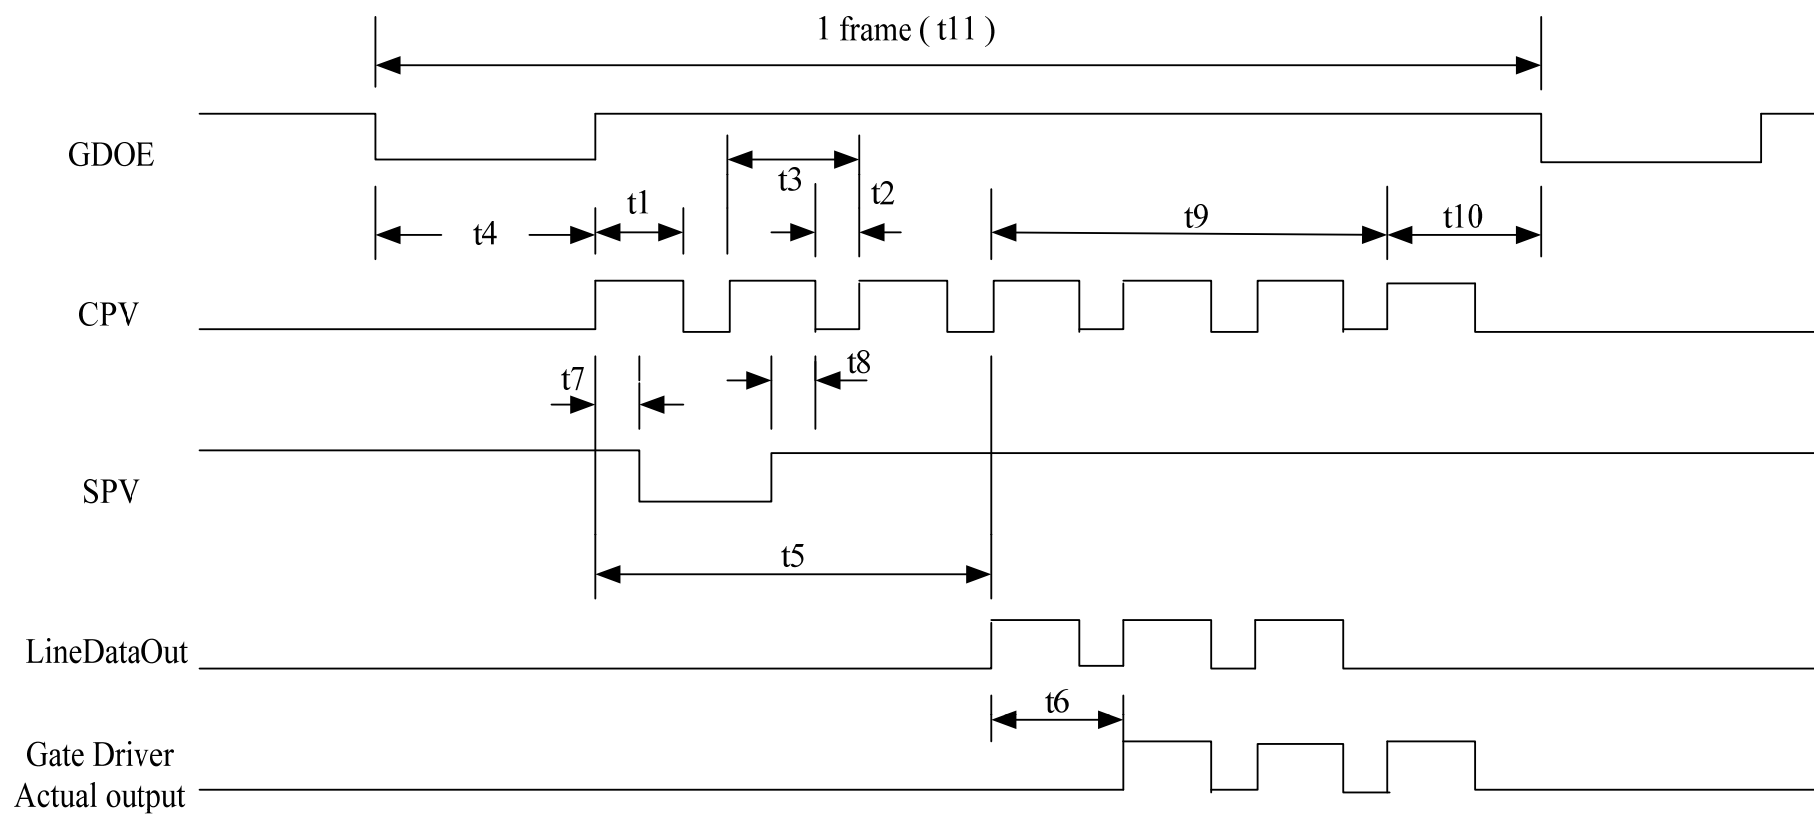 1 frame ( t11 )
GDOE
t3
t1
t2
t4
t9
t10
CPV
t7
t8
SPV
t5
LineDataOut
t6
Gate Driver
Actual output